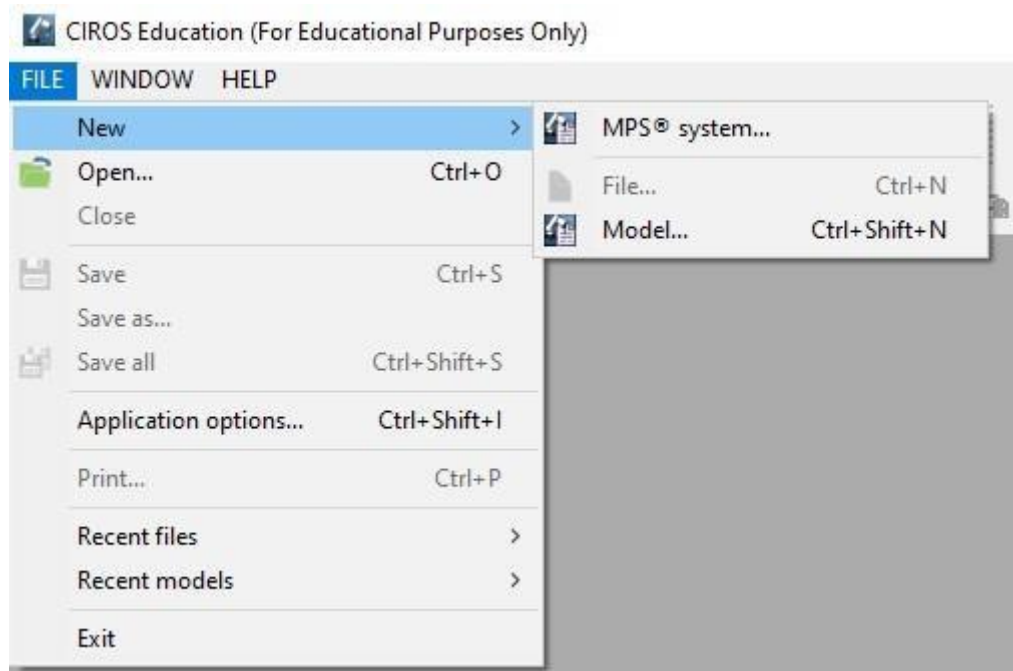 CIROS Education (For Educational Purposes Only)
FILE WINDOW HELP
New >
MPS® system...
File... Ctrl+N
Model... Ctrl+Shift+N
Open... Ctrl+O
Close
Save Ctrl+S
Save as...
Save all Ctrl+Shift+S
Application options... Ctrl+Shift+I
Print... Ctrl+P
Recent files >
Recent models >
Exit